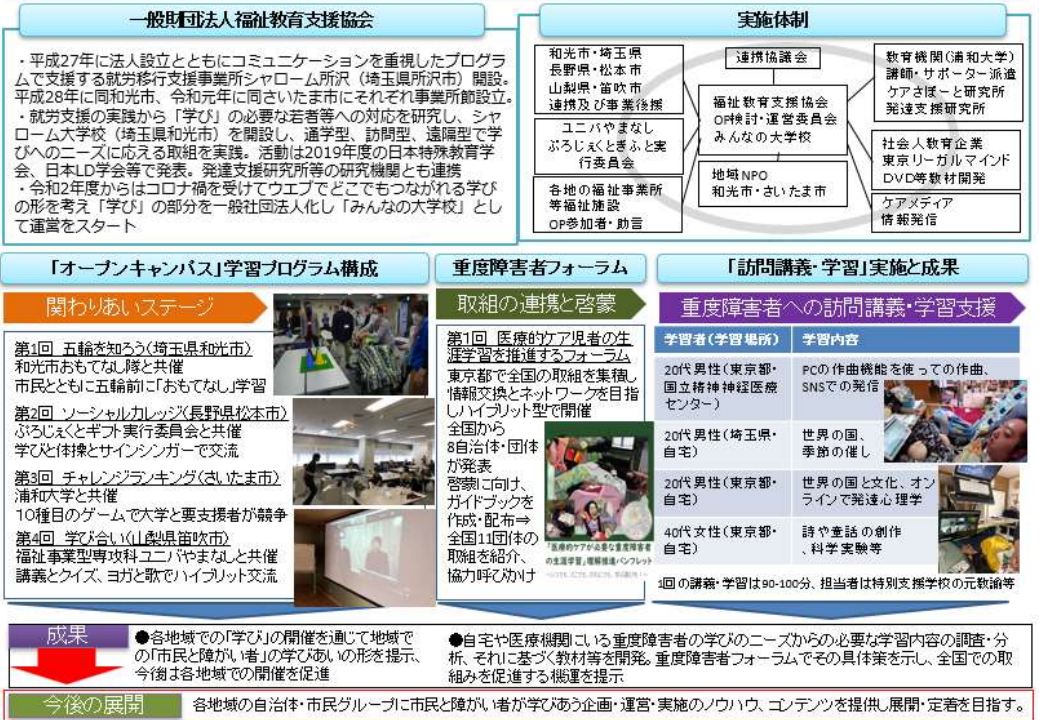 一般財団法人福祉教育支援協会
・平成27年に法人設立とともにコミュニケーションを重視したプログラ
ムで支援する就労移行支援事業所シャローム所沢（埼玉県所沢市）開設。
平成28年に同和光市、令和元年に同さいたま市にそれぞれ事業所節設立。
・就労支援の実践から「学び」の必要な若者等への対応を研究し、シャ
ローム大学校（埼玉県和光市）を開設し、通学型、訪問型、遠隔型で学
びへのニーズに応える取組を実践。活動は2019年度の日本特殊教育学
会、日本LD学会等で発表。発達支援研究所等の研究機関とも連携
・令和2年度からはコロナ禍を受けてウエブでどこでもつながれる学び
の形を考え「学び」の部分を一般社団法人化し「みんなの大学校」とし
て運営をスタート
実施体制
和光市・埼玉県
長野県・松本市
山梨県・笛吹市
連携及び事業後援
ユニバやまなし
ぷろじぇくとぎふと実
行委員会
各地の福祉事業所
等福祉施設
OP参加者・助言
連携協議会
福祉教育支援協会
OP検討・運営委員会
みんなの大学校
地域NPO
和光市・さいたま市
教育機関(浦和大学)
講師・サポーター派遣
ケアさぽーと研究所
発達支援研究所
社会人教育企業
東京リーガルマインド
DVD等教材開発
ケアメディア
情報発信
「オープンキャンパス」学習プログラム構成
関わりあいステージ
第1回 五輪を知ろう(埼玉県和光市)
和光市おもてなし隊と共催
市民とともに五輪前に「おもてなし」学習
第2回 ソーシャルカレッジ(長野県松本市)
ぷろじぇくとギフト実行委員会と共催
学びと体操とサインシンガーで交流
第3回 チャレンジランキング(さいたま市)
浦和大学と共催
10種目のゲームで大学と要支援者が競争
第4回 学び合い(山梨県笛吹市)
福祉事業型専攻科ユニバやまなしと共催
講義とクイズ、ヨガと歌でハイブリット交流
重度障害者フォーラム
取組の連携と啓蒙
第1回 医療的ケア児者の生
涯学習を推進するフォーラム
東京都で全国の取組を集積し
情報交換とネットワークを目指
しハイブリット型で開催
全国から
8自治体・団体
が発表
啓蒙に向け、
ガイドブックを
作成・配布⇒
全国11団体の
取組を紹介、
協力呼びかけ
「医療的ケアが必要な重度障害者
の生涯学習」理解推進パンフレット
「訪問講義・学習」実施と成果
重度障害者への訪問講義・学習支援
学習者(学習場所) 学習内容
20代男性(東京都・
国立精神神経医療
センター)
PCの作曲機能を使っての作曲、
SNSでの発信
20代男性(埼玉県・
自宅)
世界の国、
季節の催し
20代男性(東京都・
自宅)
世界の国と文化、オン
ラインで発達心理学
40代女性(東京都・
自宅)
詩や童話の創作
、科学実験等
1回の講義・学習は90-100分、担当者は特別支援学校の元教諭等
成果
●各地域での「学び」の開催を通じて地域で
の「市民と障がい者」の学びあいの形を提示、
今後は各地域での開催を促進
●自宅や医療機関にいる重度障害者の学びのニーズからの必要な学習内容の調査・分
析、それに基づく教材等を開発。重度障害者フォーラムでその具体策を示し、全国での取
組みを促進する機運を提示
今後の展開
各地域の自治体・市民グループに市民と障がい者が学びあう企画・運営・実施のノウハウ、コンテンツを提供し展開・定着を目指す。